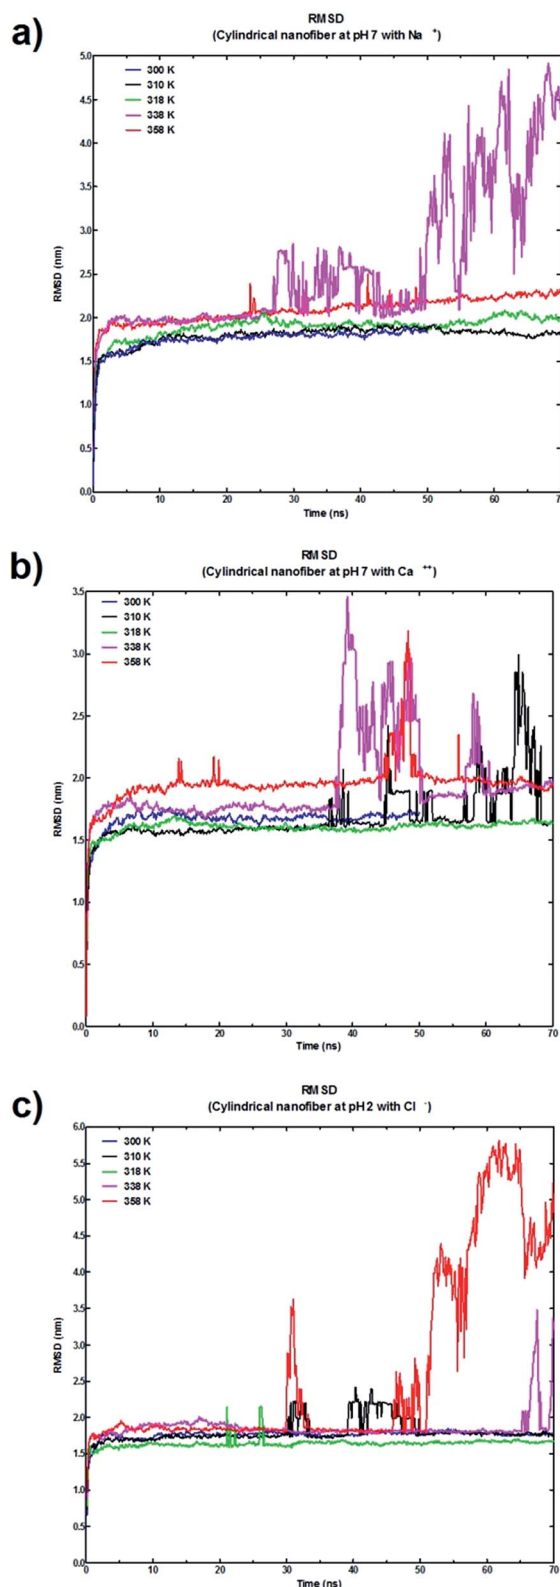 a)
RMSD
(Cylindrical nanofiber at pH 7 with Na +)
5.0
4.5
4.0
3.5
3.0
2.5
2.0
1.5
1.0
0.5
0.0
RMSD (nm)
300 K
310 K
318 K
338 K
358 K
0 10 20 30 40 50 60 70
Time (ns)
b)
RMSD
(Cylindrical nanofiber at pH 7 with Ca ++)
3.5
3.0
2.5
2.0
1.5
1.0
0.5
0.0
RMSD (nm)
300 K
310 K
318 K
338 K
358 K
0 10 20 30 40 50 60 70
Time (ns)
c)
RMSD
(Cylindrical nanofiber at pH 2 with Cl -)
6.0
5.5
5.0
4.5
4.0
3.5
3.0
2.5
2.0
1.5
1.0
0.5
0.0
RMSD (nm)
300 K
310 K
318 K
338 K
358 K
0 10 20 30 40 50 60 70
Time (ns)